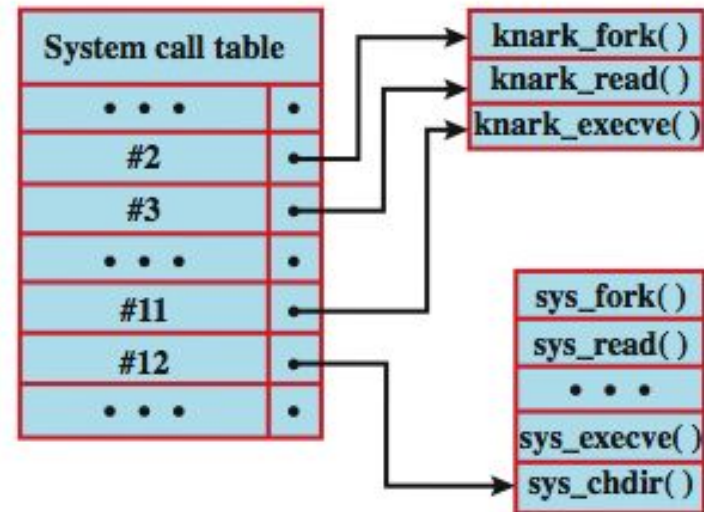 System call table
• • • •
#2 •
#3 •
• • • •
#11 •
#12 •
• • • •
knark_fork( )
knark_read( )
knark_execve( )
sys_fork( )
sys_read( )
• • •
sys_execve( )
sys_chdir( )